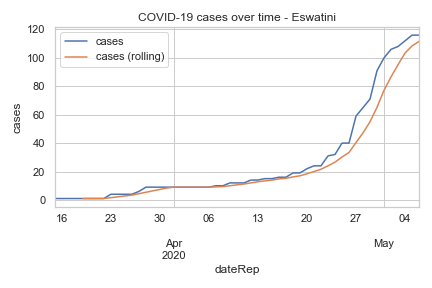 COVID-19 cases over time - Eswatini
cases
cases (rolling)
120
100
80
60
40
20
0
cases
16 23 30 06 13 20 27 04
Apr May
2020
dateRep